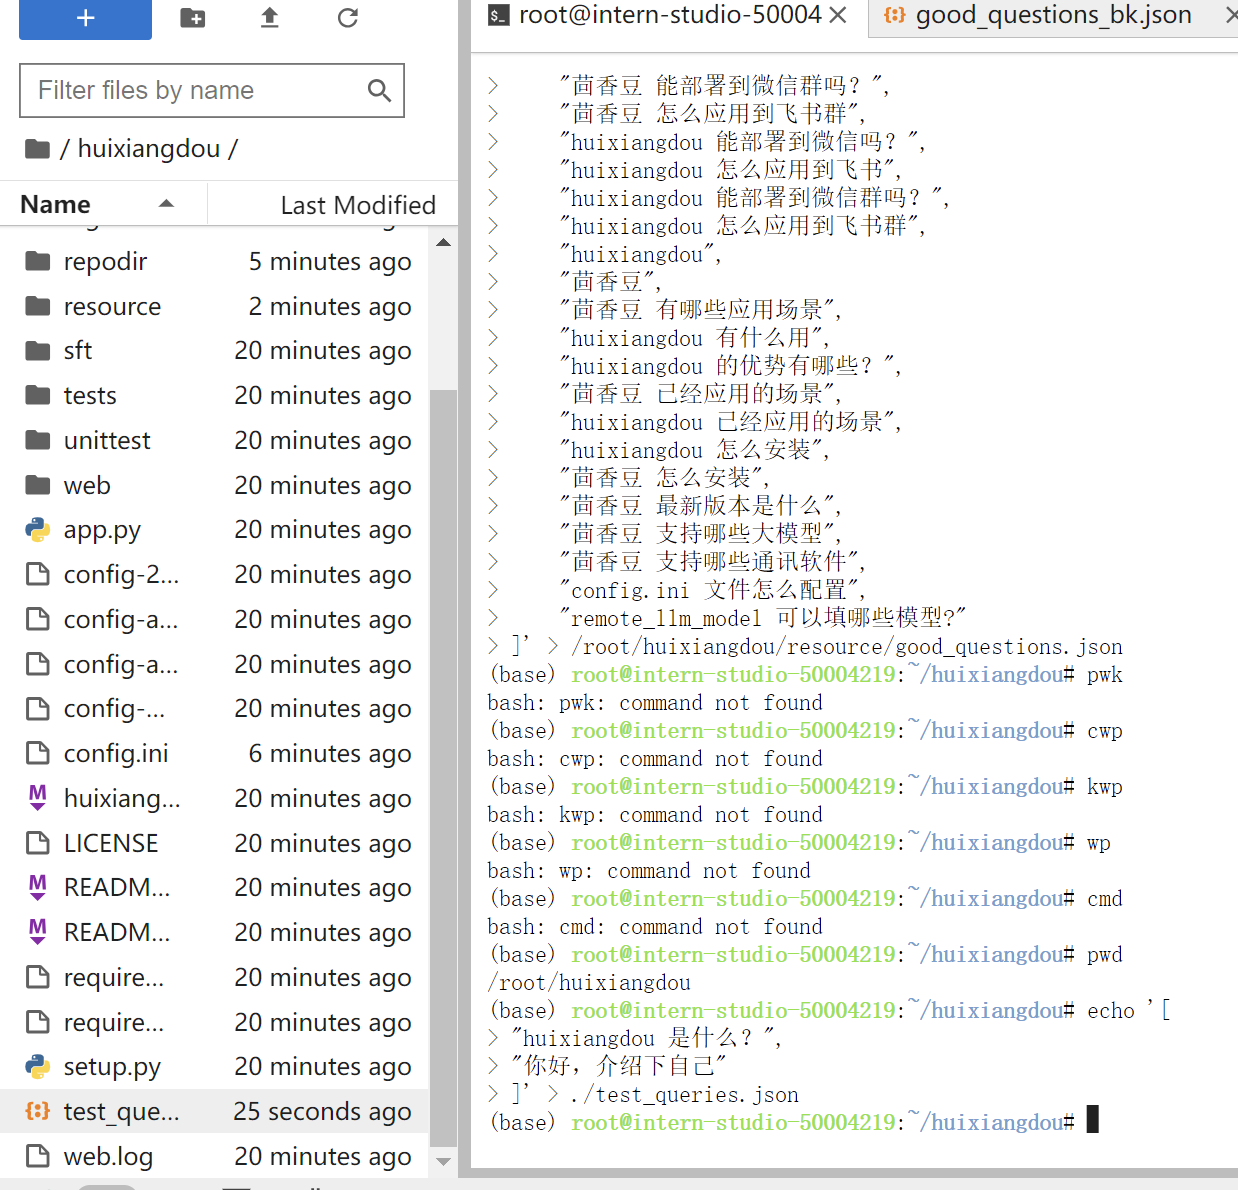 +
Filter files by name
/ huixiangdou /
Name
Last Modified
repodir 5 minutes ago
resource 2 minutes ago
sft 20 minutes ago
tests 20 minutes ago
unittest 20 minutes ago
web 20 minutes ago
app.py 20 minutes ago
config-2... 20 minutes ago
config-a... 20 minutes ago
config-a... 20 minutes ago
config-... 20 minutes ago
config.ini 6 minutes ago
huixiang... 20 minutes ago
LICENSE 20 minutes ago
READM... 20 minutes ago
READM... 20 minutes ago
require... 20 minutes ago
require... 20 minutes ago
setup.py 20 minutes ago
test_que... 25 seconds ago
web.log 20 minutes ago
root@intern-studio-50004
good_questions_bk.json
> "茴香豆 能部署到微信群吗？",
> "茴香豆 怎么应用到飞书群",
> "huixiangdou 能部署到微信吗？",
> "huixiangdou 怎么应用到飞书",
> "huixiangdou 能部署到微信群吗？",
> "huixiangdou 怎么应用到飞书群",
> "huixiangdou",
> "茴香豆",
> "茴香豆 有哪些应用场景",
> "huixiangdou 有什么用",
> "huixiangdou 的优势有哪些？",
> "茴香豆 已经应用的场景",
> "huixiangdou 已经应用的场景",
> "huixiangdou 怎么安装",
> "茴香豆 怎么安装",
> "茴香豆 最新版本是什么",
> "茴香豆 支持哪些大模型",
> "茴香豆 支持哪些通讯软件",
> "config.ini 文件怎么配置",
> "remote_llm_model 可以填哪些模型?"
> ]' > /root/huixiangdou/resource/good_questions.json
(base) root@intern-studio-50004219:~/huixiangdou# pwk
bash: pwk: command not found
(base) root@intern-studio-50004219:~/huixiangdou# cwp
bash: cwp: command not found
(base) root@intern-studio-50004219:~/huixiangdou# kwp
bash: kwp: command not found
(base) root@intern-studio-50004219:~/huixiangdou# wp
bash: wp: command not found
(base) root@intern-studio-50004219:~/huixiangdou# cmd
bash: cmd: command not found
(base) root@intern-studio-50004219:~/huixiangdou# pwd
/root/huixiangdou
(base) root@intern-studio-50004219:~/huixiangdou# echo '[
> "huixiangdou 是什么？",
> "你好，介绍下自己"
> ]' > ./test_queries.json
(base) root@intern-studio-50004219:~/huixiangdou#